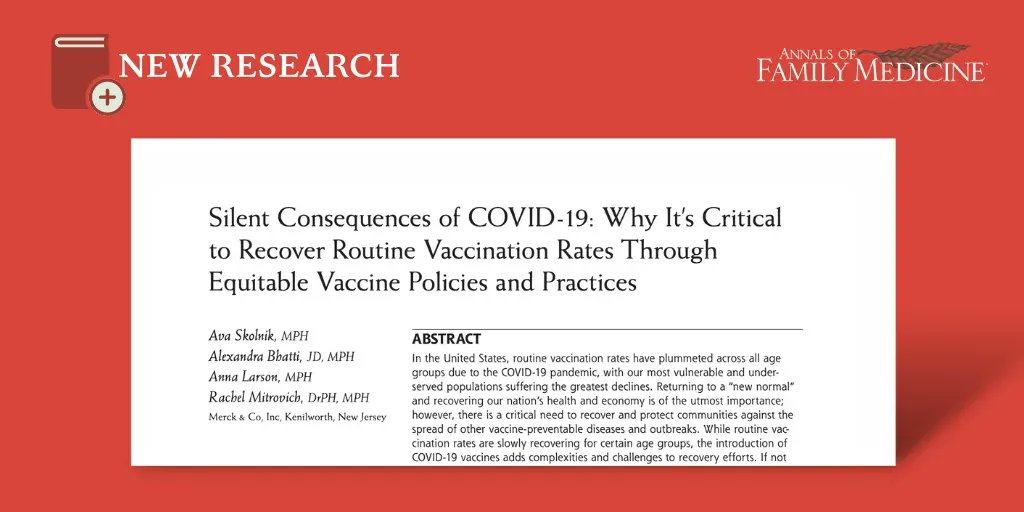 NEW RESEARCH
ANNALS OF
FAMILY MEDICINE
Silent Consequences of COVID-19: Why It's Critical
to Recover Routine Vaccination Rates Through
Equitable Vaccine Policies and Practices
Ava Skolnik, MPH
Alexandra Bhatti, JD, MPH
Anna Larson, MPH
Rachel Mitrovich, DrPH, MPH
Merck & Co, Inc, Kenilworth, New Jersey
ABSTRACT
In the United States, routine vaccination rates have plummeted across all age
groups due to the COVID-19 pandemic, with our most vulnerable and under-
served populations suffering the greatest declines. Returning to a “new normal”
and recovering our nation's health and economy is of the utmost importance;
however, there is a critical need to recover and protect communities against the
spread of other vaccine-preventable diseases and outbreaks. While routine vac-
cination rates are slowly recovering for certain age groups, the introduction of
COVID-19 vaccines adds complexities and challenges to recovery efforts. If not